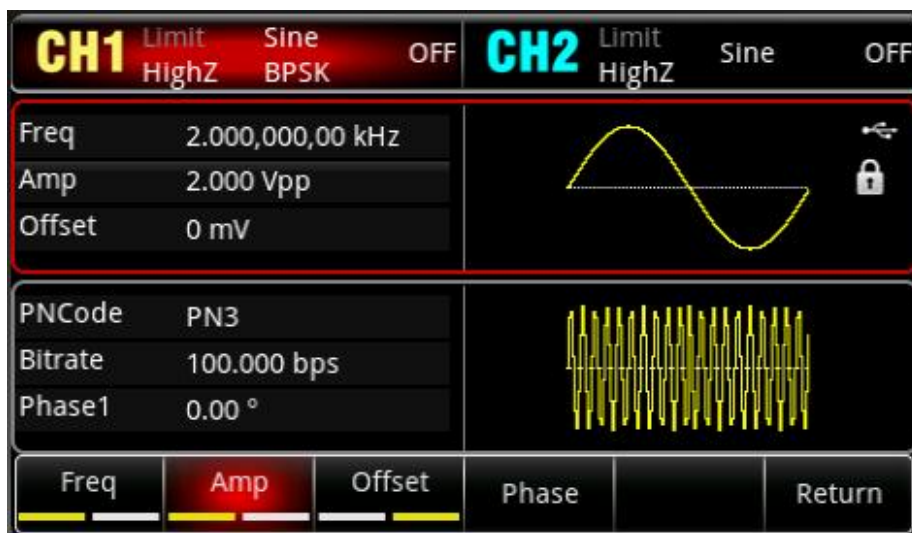 CH1 Limit Sine OFF CH2 Limit Sine OFF
HighZ BPSK HighZ
Freq 2.000,000,00 kHz
Amp 2.000 Vpp
Offset 0 mV
PNCode PN3
Bitrate 100.000 bps
Phase1 0.00 °
Freq Amp Offset Phase Return